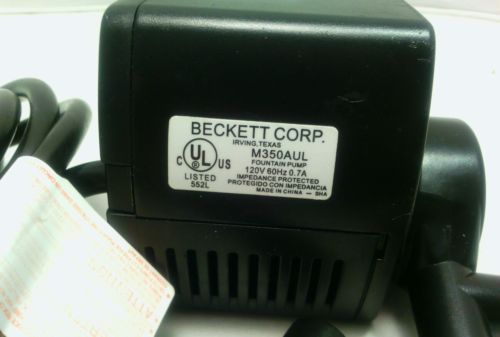 BECKETT CORP.
IRVING, TEXAS
M350AUL
FOUNTAIN PUMP
120V 60Hz 0.7A
IMPEDANCE PROTECTED
PROTEGIDO CON IMPEDANCIA
MADE IN CHINA — SHA
C UL US
LISTED
552L